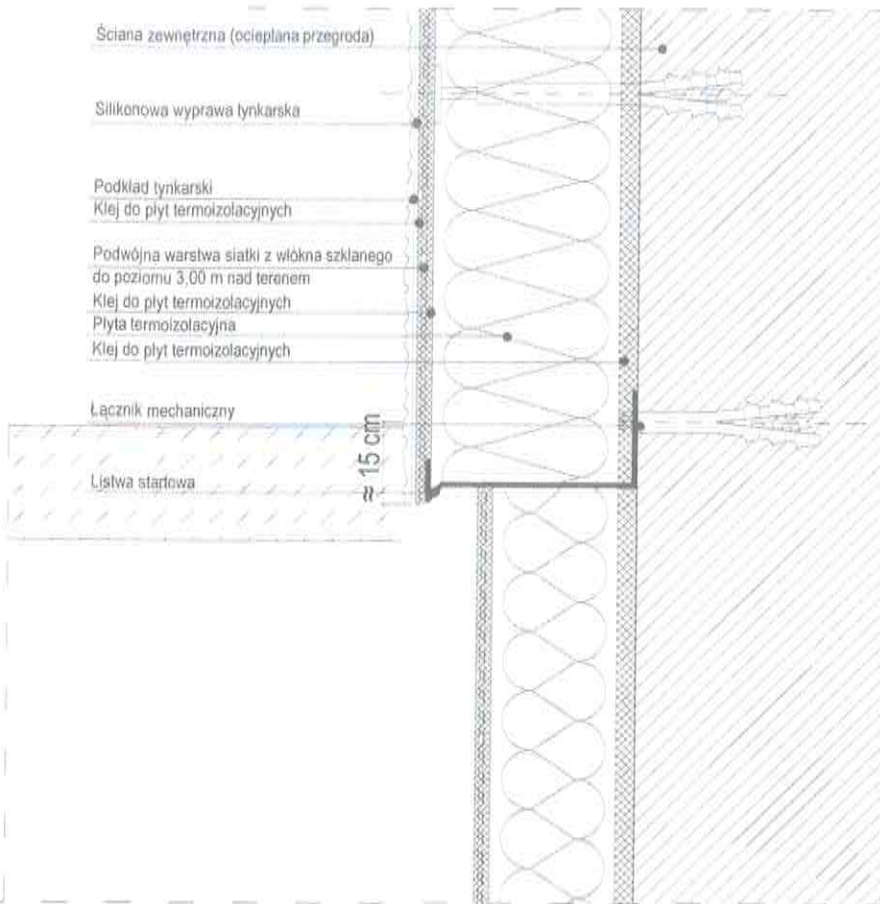 Ściana zewnętrzna (ocieplana przegroda)
Silikonowa wyprawa tynkarska
Podkład tynkarski
Klej do płyt termoizolacyjnych
Podwójna warstwa siatki z włókna szklanego
do poziomu 3,00 m nad terenem
Klej do płyt termoizolacyjnych
Płyta termoizolacyjna
Klej do płyt termoizolacyjnych
Łącznik mechaniczny
Listwa startowa
≈ 15 cm